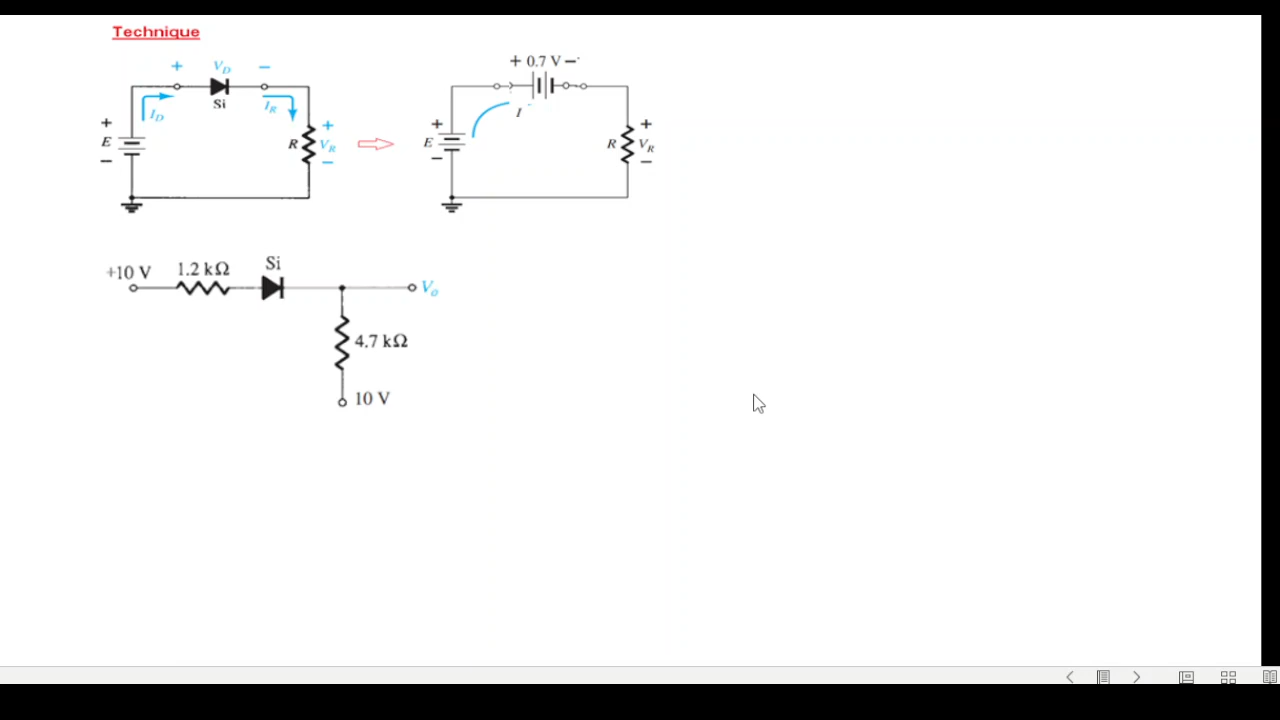 Technique
+ V_D −
Si
I_D
I_R
+
E
−
R
+
V_R
−
+ 0.7 V −
I
+
E
−
R
+
V_R
−
+10 V 1.2 kΩ Si
V_o
4.7 kΩ
10 V